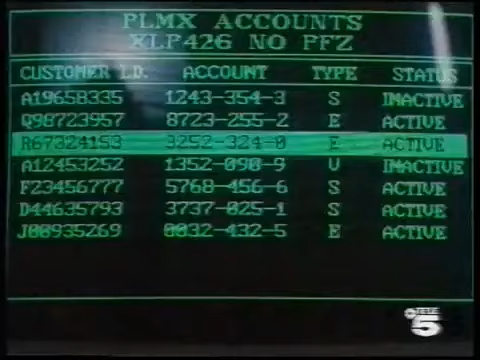 PLMX ACCOUNTS
XLP426 NO PFZ
CUSTOMER I.D. ACCOUNT TYPE STATUS
A19658335 1243-354-3 S INACTIVE
Q98723957 8723-255-2 E ACTIVE
R67324153 3252-324-0 E ACTIVE
A12453252 1352-090-9 U INACTIVE
F23456777 5768-456-6 S ACTIVE
D44635793 3737-025-1 S ACTIVE
J00935269 0032-432-5 E ACTIVE
TELE 5